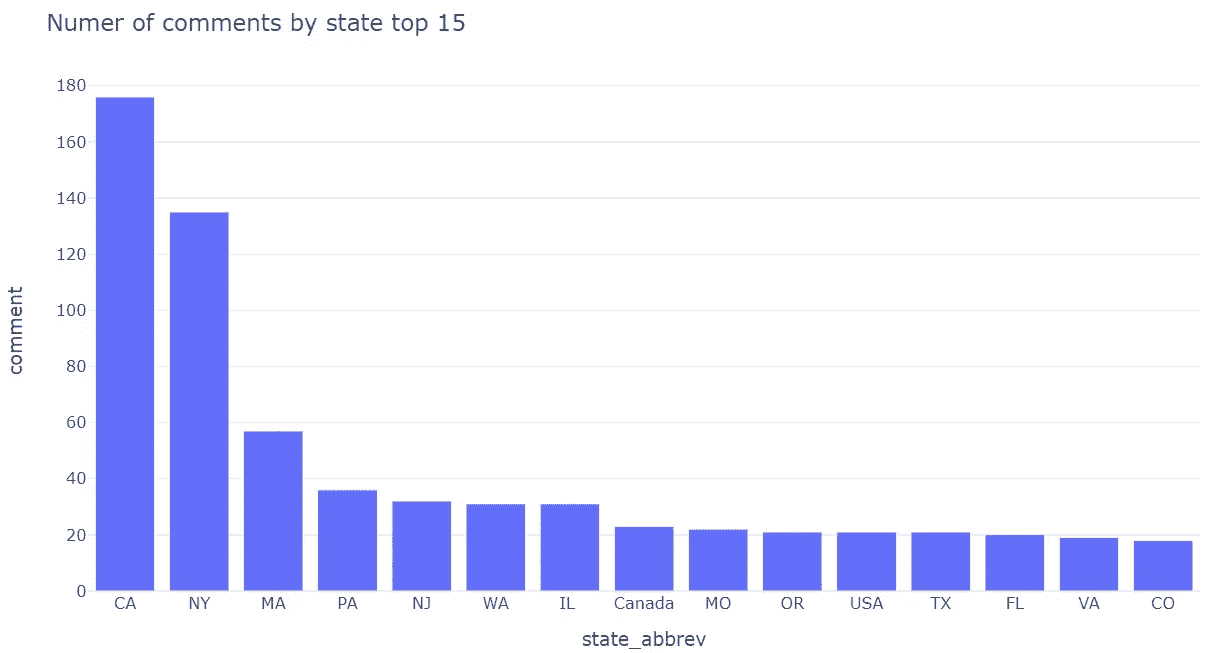 Numer of comments by state top 15
180
160
140
120
100
80
60
40
20
0
comment
CA NY MA PA NJ WA IL Canada MO OR USA TX FL VA CO
state_abbrev